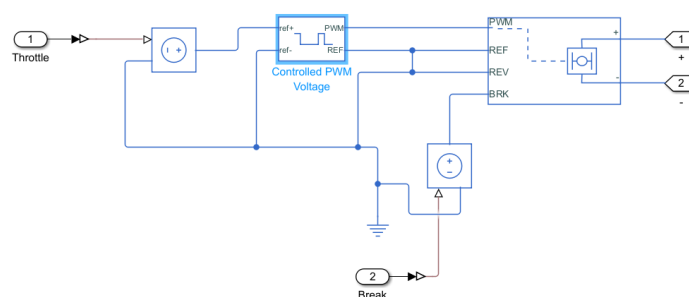 1
Throttle
ref+
ref-
PWM
REF
Controlled PWM
Voltage
PWM
REF
REV
BRK
+
-
1
+
2
-
2
Break